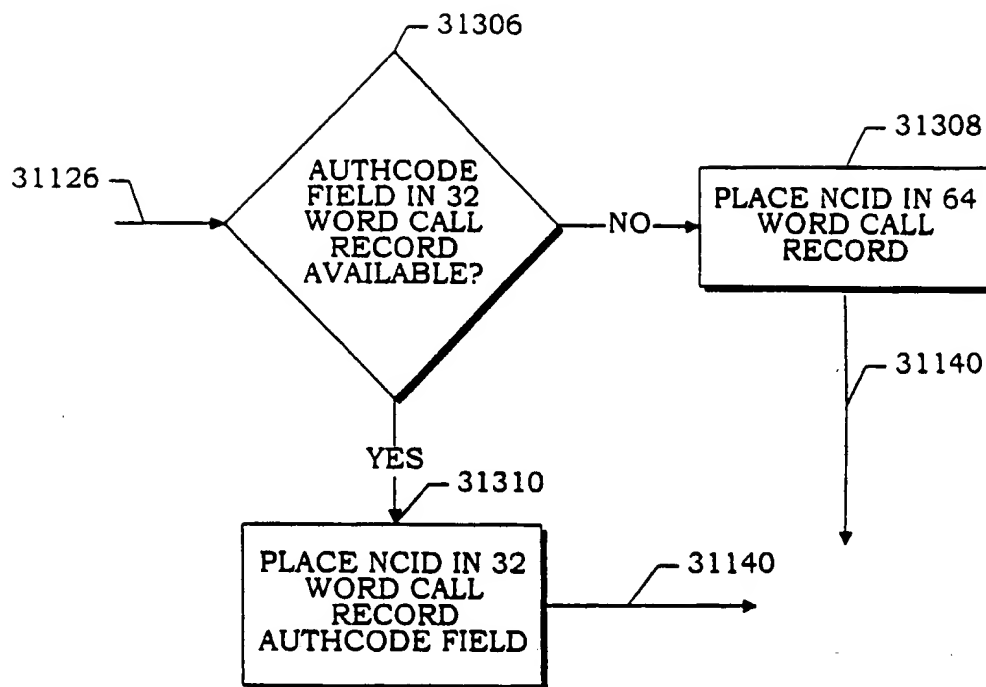 31306
31308
31126
AUTHCODE
FIELD IN 32
WORD CALL
RECORD
AVAILABLE?
NO
PLACE NCID IN 64
WORD CALL
RECORD
31140
YES
31310
PLACE NCID IN 32
WORD CALL
RECORD
AUTHCODE FIELD
31140